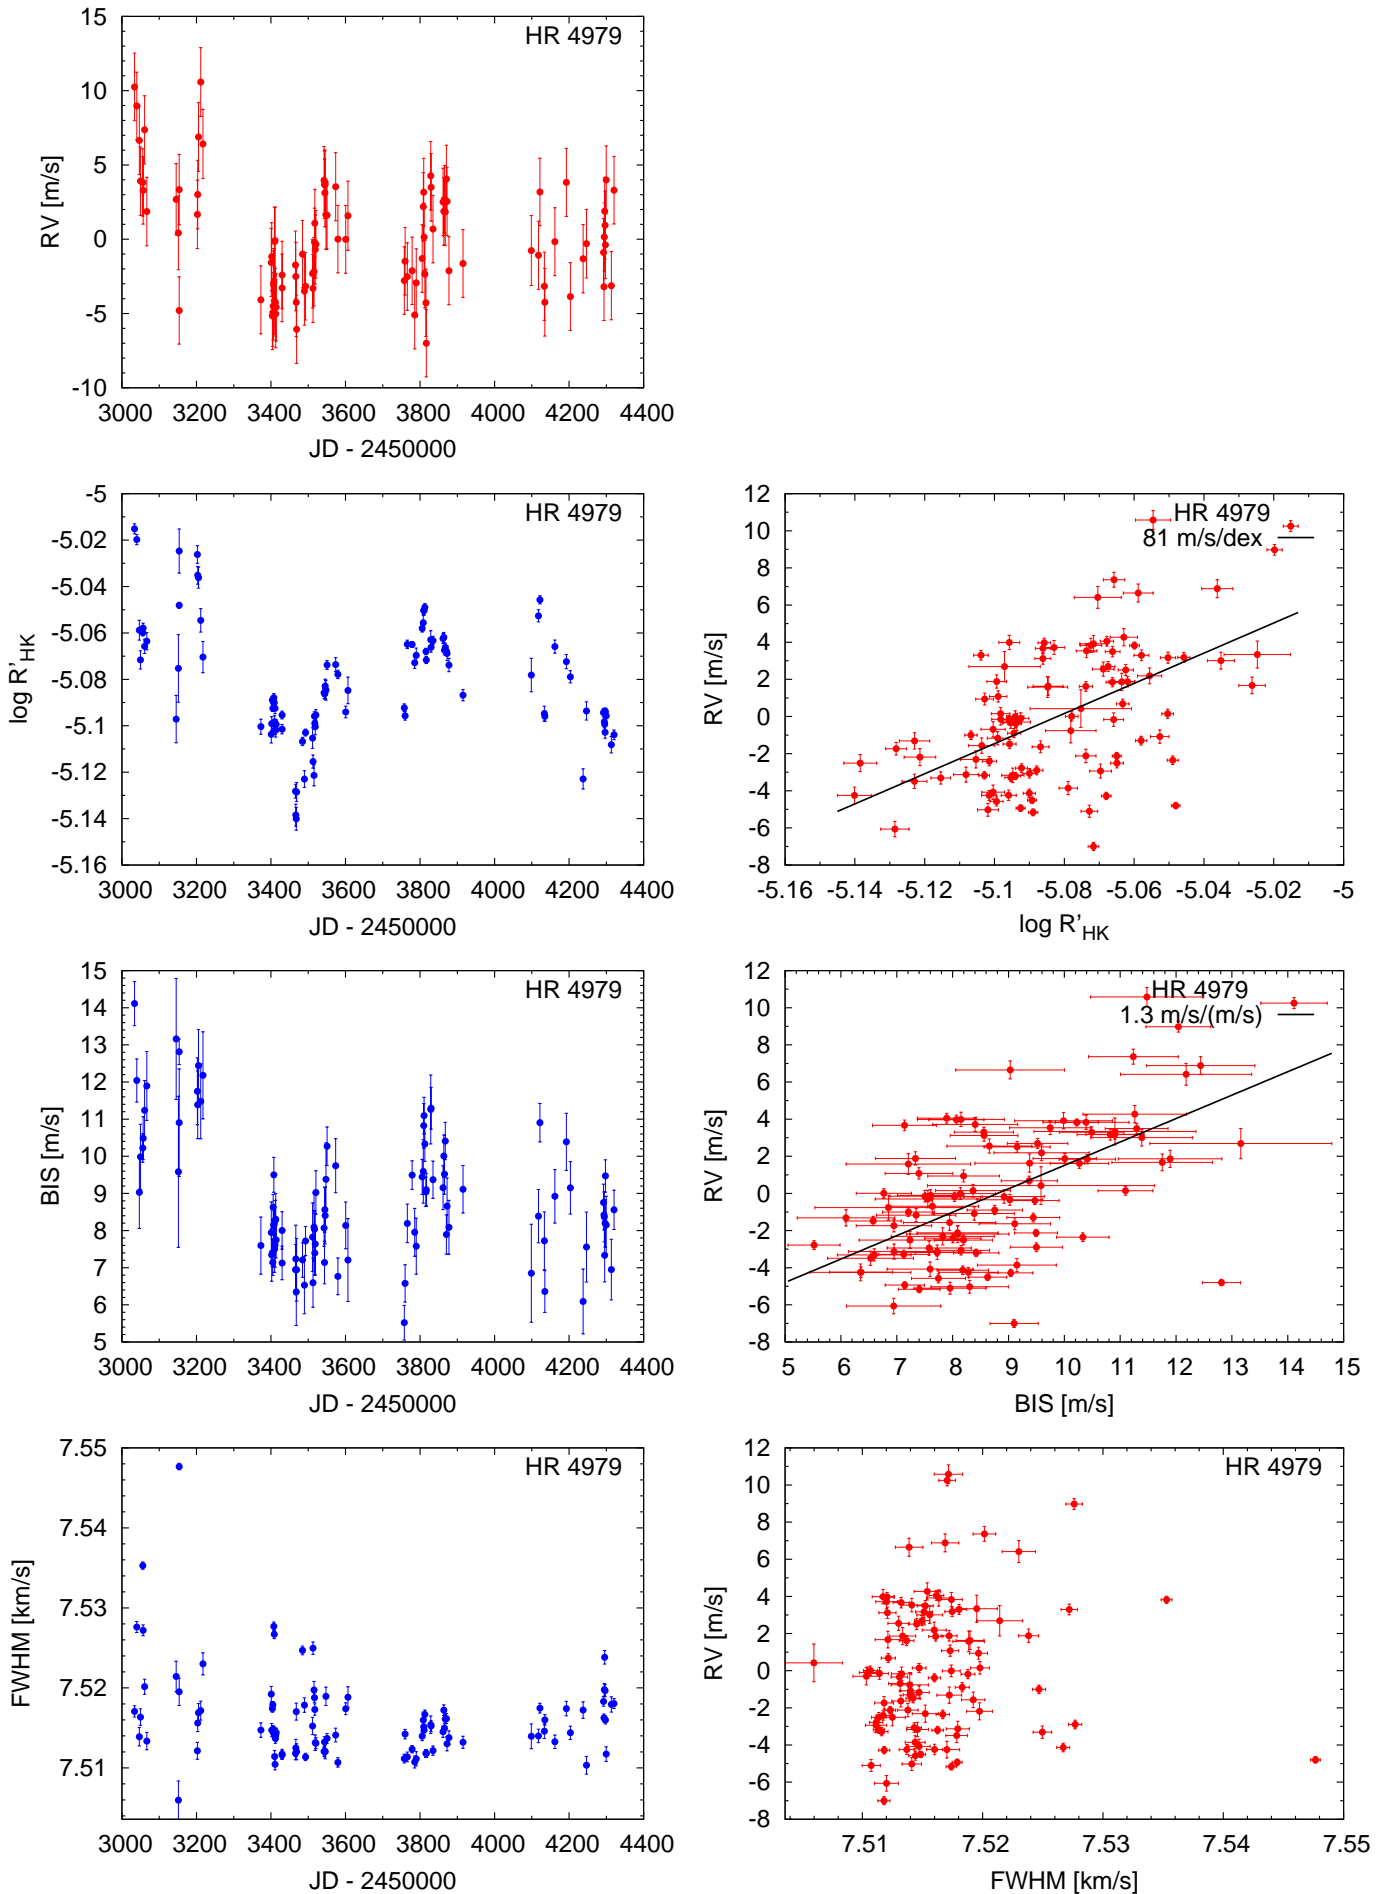 15
10
5
0
-5
-10
RV [m/s]
HR 4979
3000 3200 3400 3600 3800 4000 4200 4400
JD - 2450000
-5
-5.02
-5.04
-5.06
-5.08
-5.1
-5.12
-5.14
-5.16
log R'HK
HR 4979
3000 3200 3400 3600 3800 4000 4200 4400
JD - 2450000
12
10
8
6
4
2
0
-2
-4
-6
-8
RV [m/s]
HR 4979
81 m/s/dex
-5.16 -5.14 -5.12 -5.1 -5.08 -5.06 -5.04 -5.02 -5
log R'HK
15
14
13
12
11
10
9
8
7
6
5
BIS [m/s]
HR 4979
3000 3200 3400 3600 3800 4000 4200 4400
JD - 2450000
12
10
8
6
4
2
0
-2
-4
-6
-8
RV [m/s]
HR 4979
1.3 m/s/(m/s)
5 6 7 8 9 10 11 12 13 14 15
BIS [m/s]
7.55
7.54
7.53
7.52
7.51
FWHM [km/s]
HR 4979
3000 3200 3400 3600 3800 4000 4200 4400
JD - 2450000
12
10
8
6
4
2
0
-2
-4
-6
-8
RV [m/s]
HR 4979
7.51 7.52 7.53 7.54 7.55
FWHM [km/s]